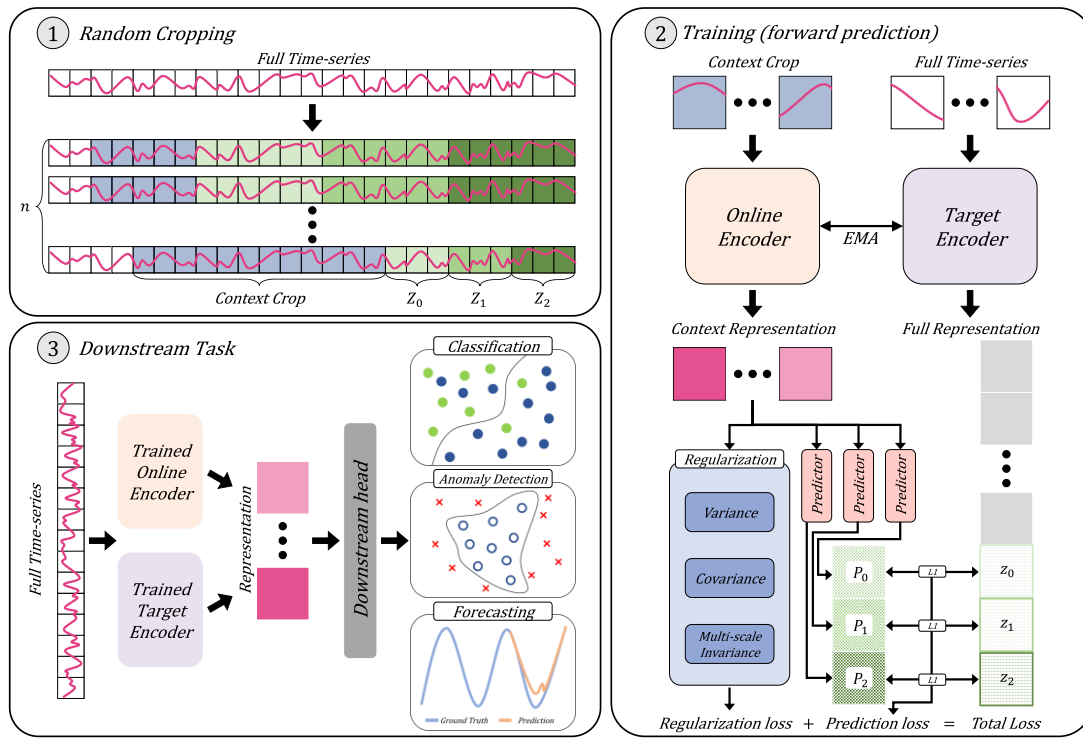 1 Random Cropping
Full Time-series
n
Context Crop
Z0
Z1
Z2
2 Training (forward prediction)
Context Crop
Full Time-series
Online
Encoder
EMA
Target
Encoder
Context Representation
Full Representation
Regularization
Variance
Covariance
Multi-scale
Invariance
Predictor
Predictor
Predictor
P0
L1
z0
P1
L1
z1
P2
L1
z2
Regularization loss + Prediction loss = Total Loss
3 Downstream Task
Full Time-series
Trained
Online
Encoder
Trained
Target
Encoder
Representation
Downstream head
Classification
Anomaly Detection
Forecasting
Ground Truth
Prediction